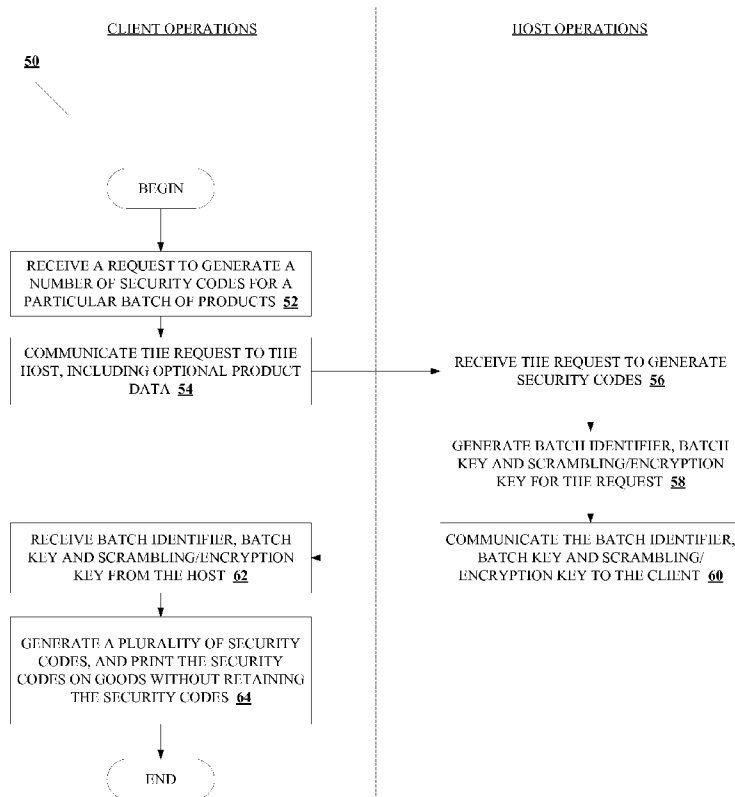 CLIENT OPERATIONS
HOST OPERATIONS
50
BEGIN
RECEIVE A REQUEST TO GENERATE A
NUMBER OF SECURITY CODES FOR A
PARTICULAR BATCH OF PRODUCTS 52
COMMUNICATE THE REQUEST TO THE
HOST, INCLUDING OPTIONAL PRODUCT
DATA 54
RECEIVE THE REQUEST TO GENERATE
SECURITY CODES 56
GENERATE BATCH IDENTIFIER, BATCH
KEY AND SCRAMBLING/ENCRYPTION
KEY FOR THE REQUEST 58
COMMUNICATE THE BATCH IDENTIFIER,
BATCH KEY AND SCRAMBLING/
ENCRYPTION KEY TO THE CLIENT 60
RECEIVE BATCH IDENTIFIER, BATCH
KEY AND SCRAMBLING/ENCRYPTION
KEY FROM THE HOST 62
GENERATE A PLURALITY OF SECURITY
CODES, AND PRINT THE SECURITY
CODES ON GOODS WITHOUT RETAINING
THE SECURITY CODES 64
END